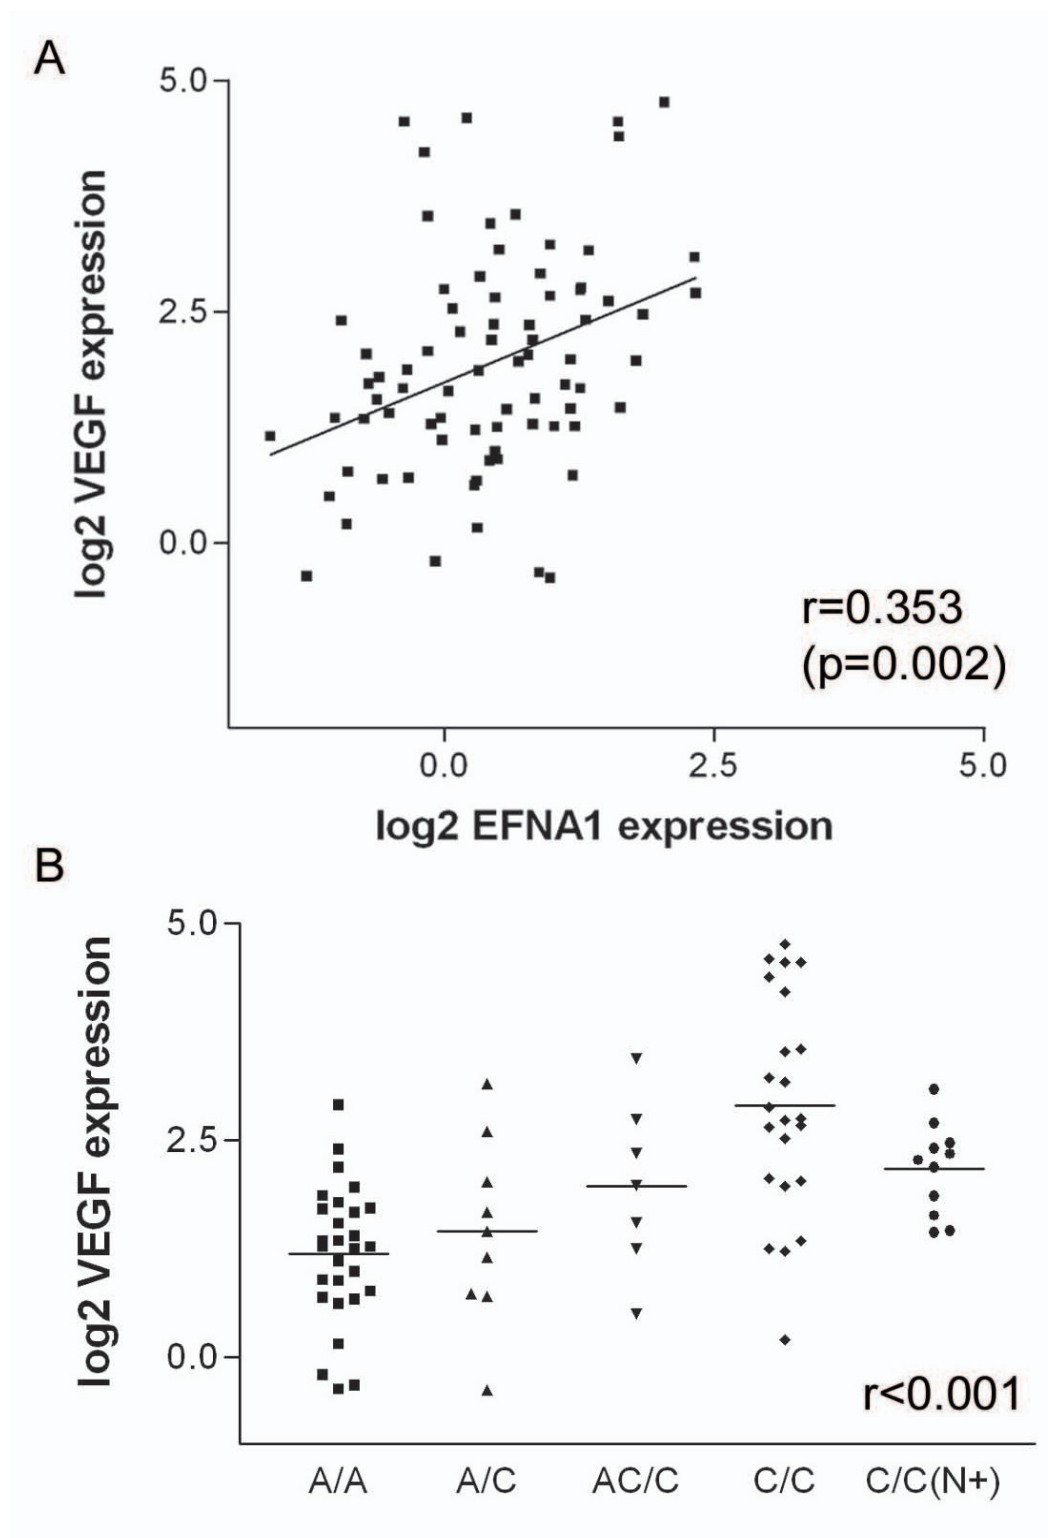 A
5.0
2.5
0.0
log2 VEGF expression
r=0.353
(p=0.002)
0.0 2.5 5.0
log2 EFNA1 expression
B
5.0
2.5
0.0
log2 VEGF expression
r<0.001
A/A A/C AC/C C/C C/C(N+)